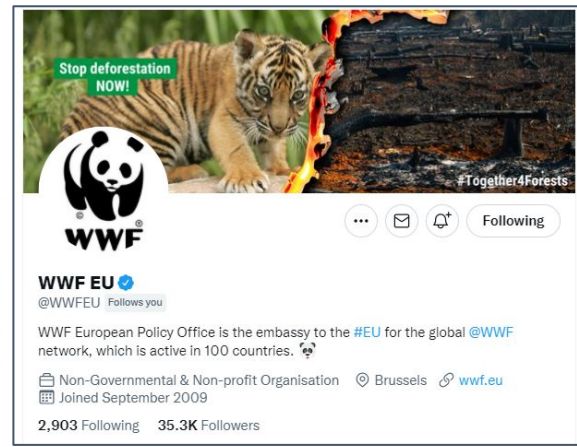 Stop deforestation
NOW!
#Together4Forests
©
®
WWF
Following
WWF EU
@WWFEU Follows you
WWF European Policy Office is the embassy to the #EU for the global @WWF
network, which is active in 100 countries. 🐼
Non-Governmental & Non-profit Organisation Brussels wwf.eu
Joined September 2009
2,903 Following 35.3K Followers